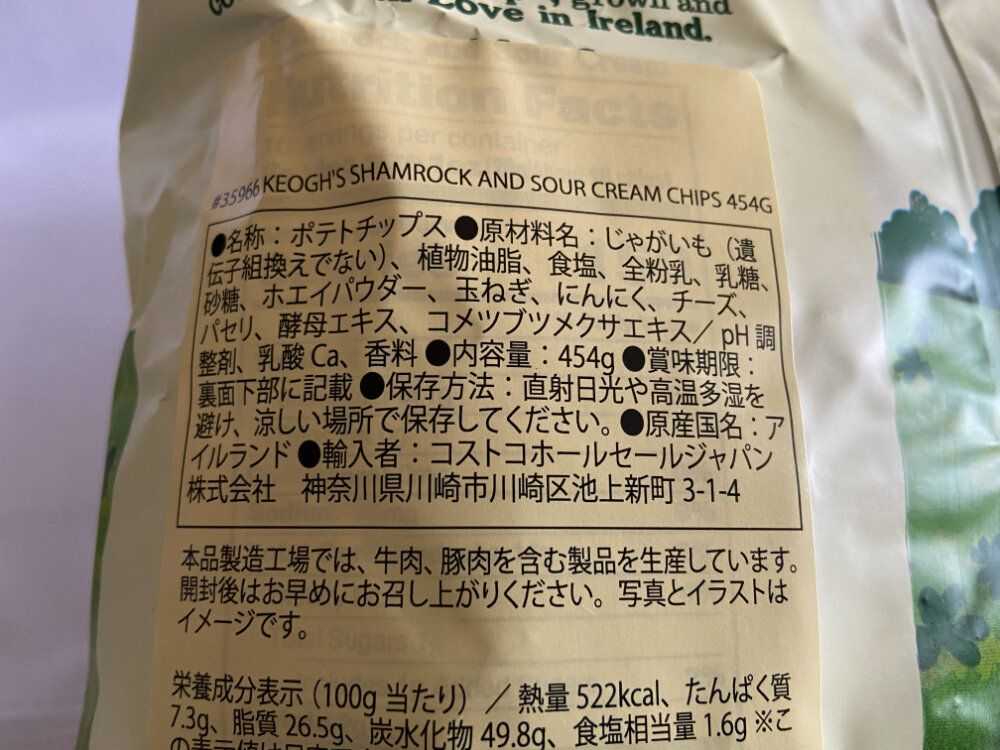 grown and
Love in Ireland.
Nutrition Facts
servings per container
#35966 KEOGH'S SHAMROCK AND SOUR CREAM CHIPS 454G
●名称：ポテトチップス ●原材料名：じゃがいも（遺
伝子組換えでない）、植物油脂、食塩、全粉乳、乳糖、
砂糖、ホエイパウダー、玉ねぎ、にんにく、チーズ、
パセリ、酵母エキス、コメツブツメクサエキス／ pH 調
整剤、乳酸 Ca、香料 ●内容量：454g ●賞味期限：
裏面下部に記載 ●保存方法：直射日光や高温多湿を
避け、涼しい場所で保存してください。●原産国名：ア
イルランド ●輸入者：コストコホールセールジャパン
株式会社　神奈川県川崎市川崎区池上新町 3-1-4
本品製造工場では、牛肉、豚肉を含む製品を生産しています。
開封後はお早めにお召し上がりください。写真とイラストは
イメージです。
Total Sugars
栄養成分表示（100g 当たり）／ 熱量 522kcal、たんぱく質
7.3g、脂質 26.5g、炭水化物 49.8g、食塩相当量 1.6g ※こ